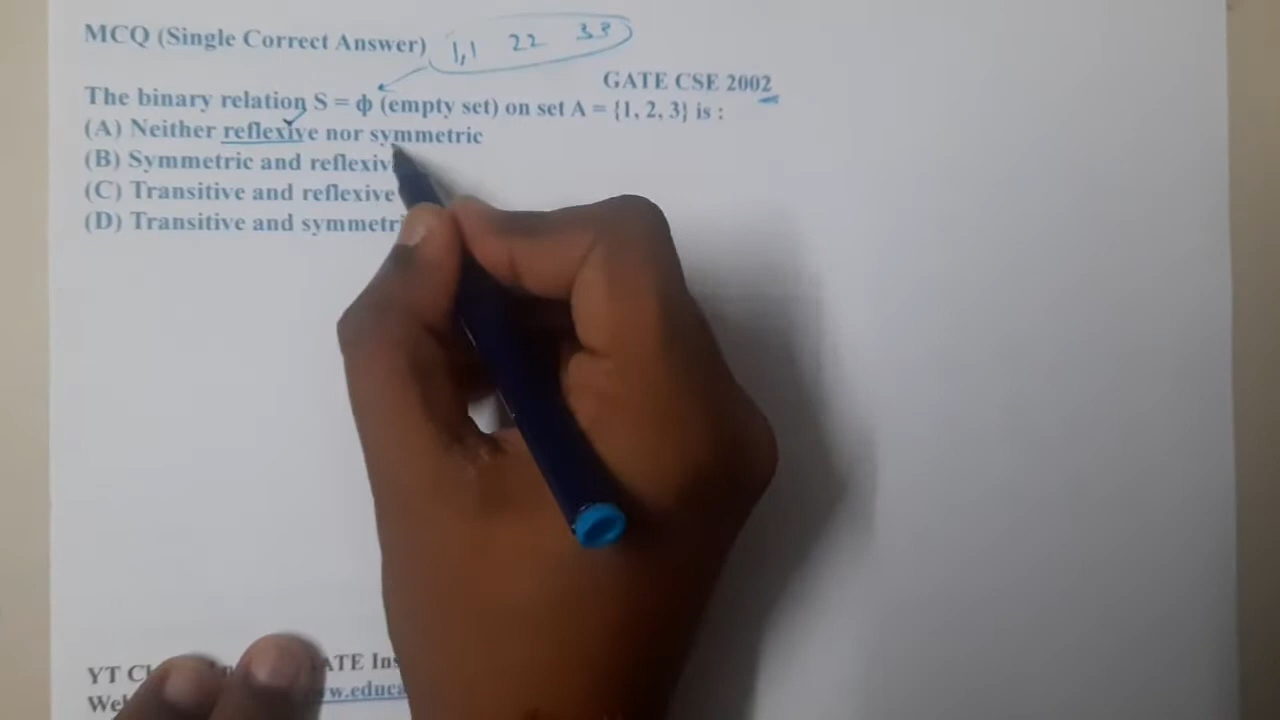 MCQ (Single Correct Answer) 1,1 22 33
GATE CSE 2002
The binary relation S = ф (empty set) on set A = {1, 2, 3} is :
(A) Neither reflexive nor symmetric
(B) Symmetric and reflexiv
(C) Transitive and reflexive
(D) Transitive and symmetri
YT Ch ATE Ins
Web w.educa